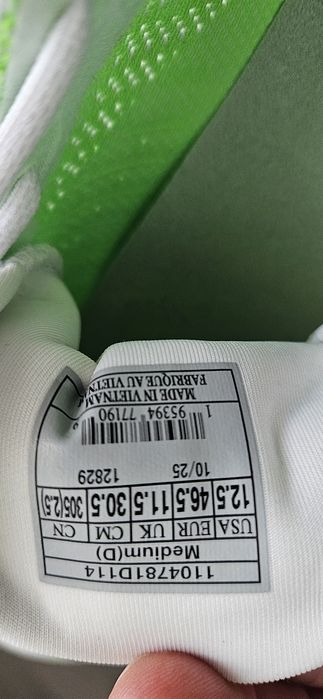 1104781D114
Medium(D)
USA EUR UK CM CN
12.5 46.5 11.5 30.5 305(2.5)
10/25 12829
1 95394 77190
MADE IN VIETNAM
FABRIQUE AU VIETN